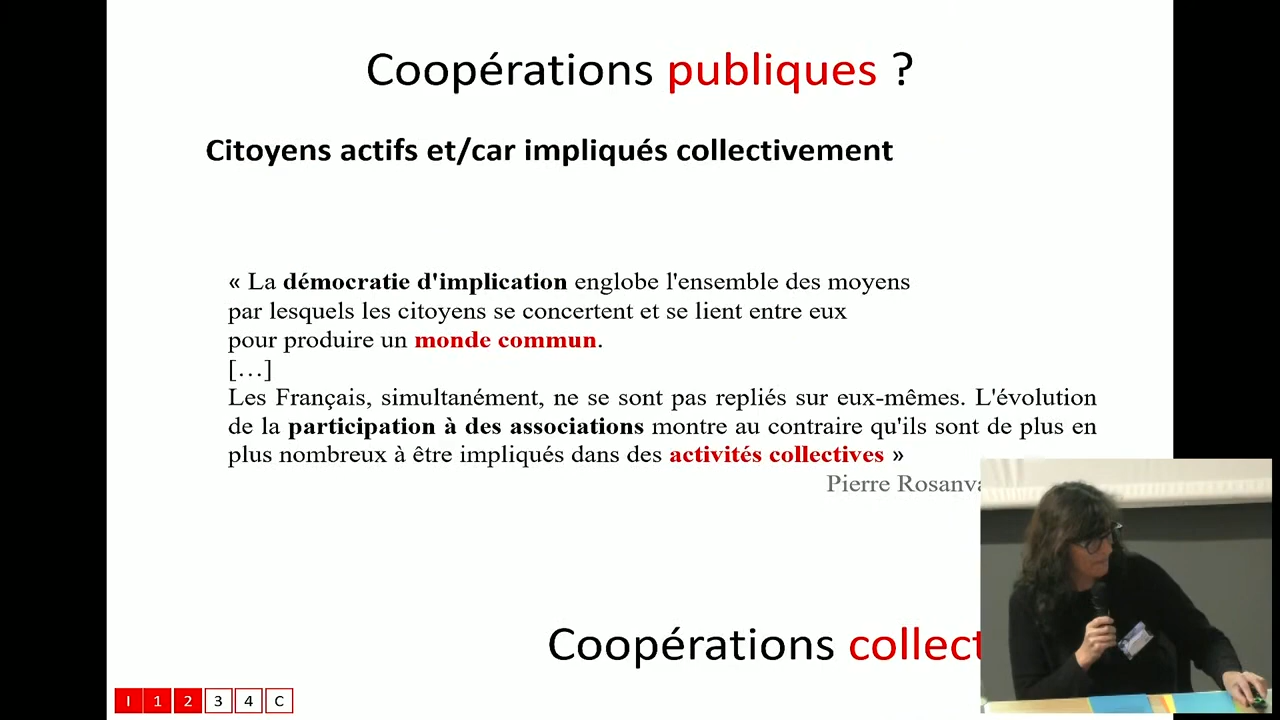 Coopérations publiques ?
Citoyens actifs et/car impliqués collectivement
« La démocratie d'implication englobe l'ensemble des moyens
par lesquels les citoyens se concertent et se lient entre eux
pour produire un monde commun.
[…]
Les Français, simultanément, ne se sont pas repliés sur eux-mêmes. L'évolution
de la participation à des associations montre au contraire qu'ils sont de plus en
plus nombreux à être impliqués dans des activités collectives »
Pierre
Coopérations
I 1 2 3 4 C